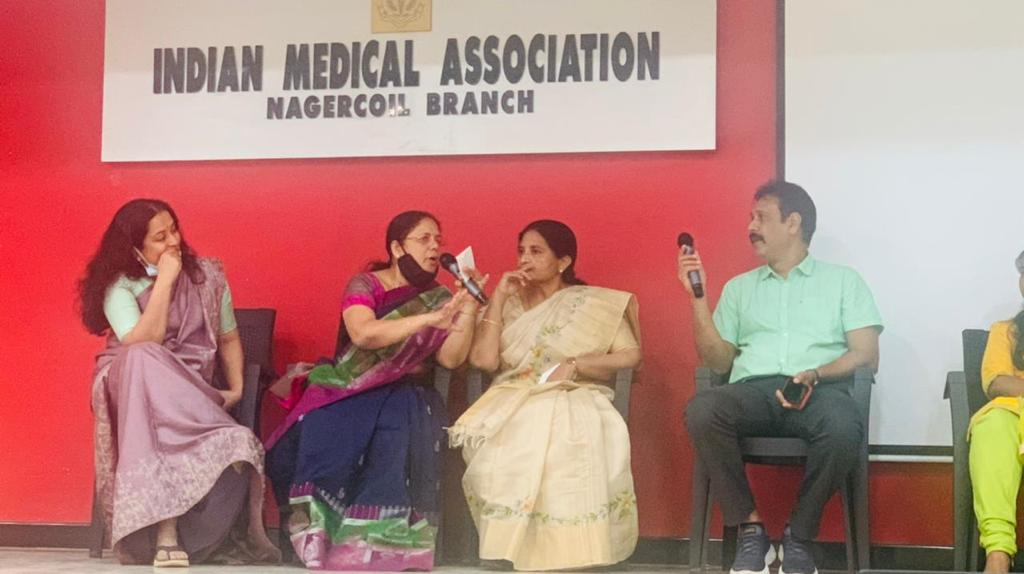 INDIAN MEDICAL ASSOCIATION
NAGERCOIL BRANCH